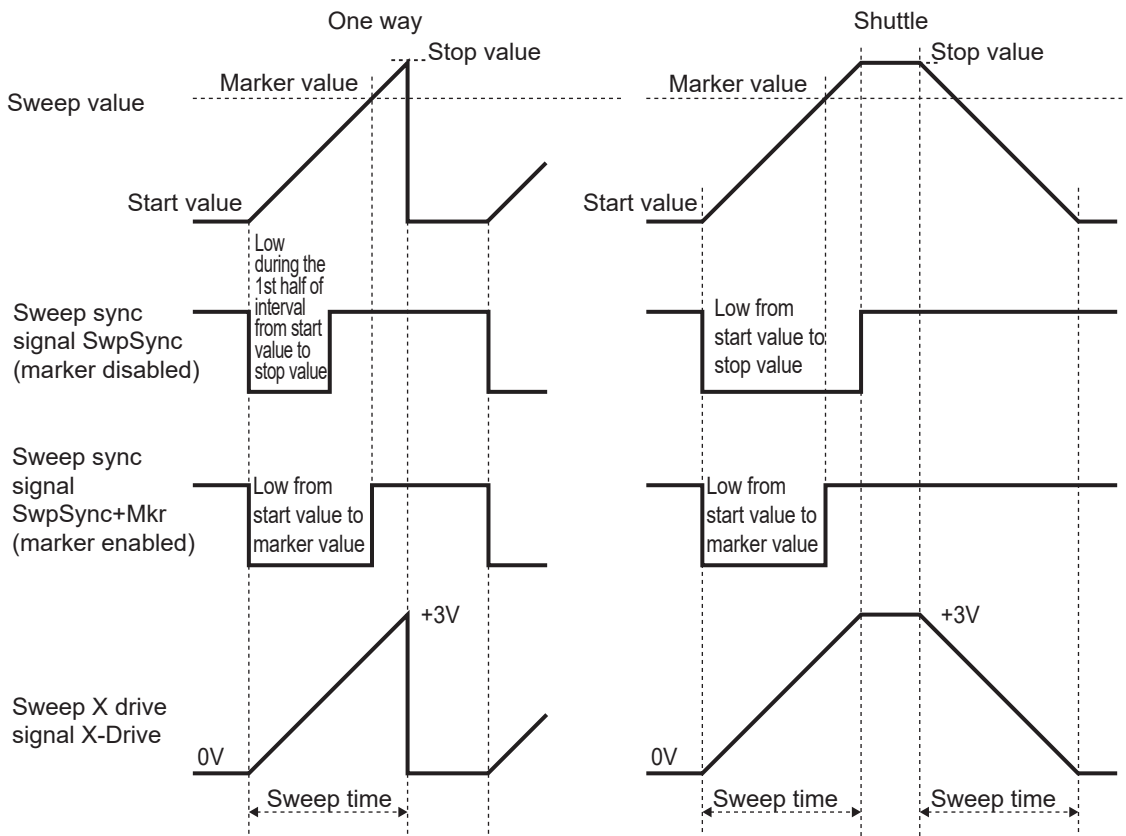 One way
Shuttle
Stop value
Stop value
Marker value
Marker value
Sweep value
Start value
Start value
Low
during the
1st half of
interval
from start
value to
stop value
Sweep sync
signal SwpSync
(marker disabled)
Low from
start value to
stop value
Sweep sync
signal
SwpSync+Mkr
(marker enabled)
Low from
start value to
marker value
Low from
start value to
marker value
+3V
+3V
Sweep X drive
signal X-Drive
0V
0V
Sweep time
Sweep time
Sweep time